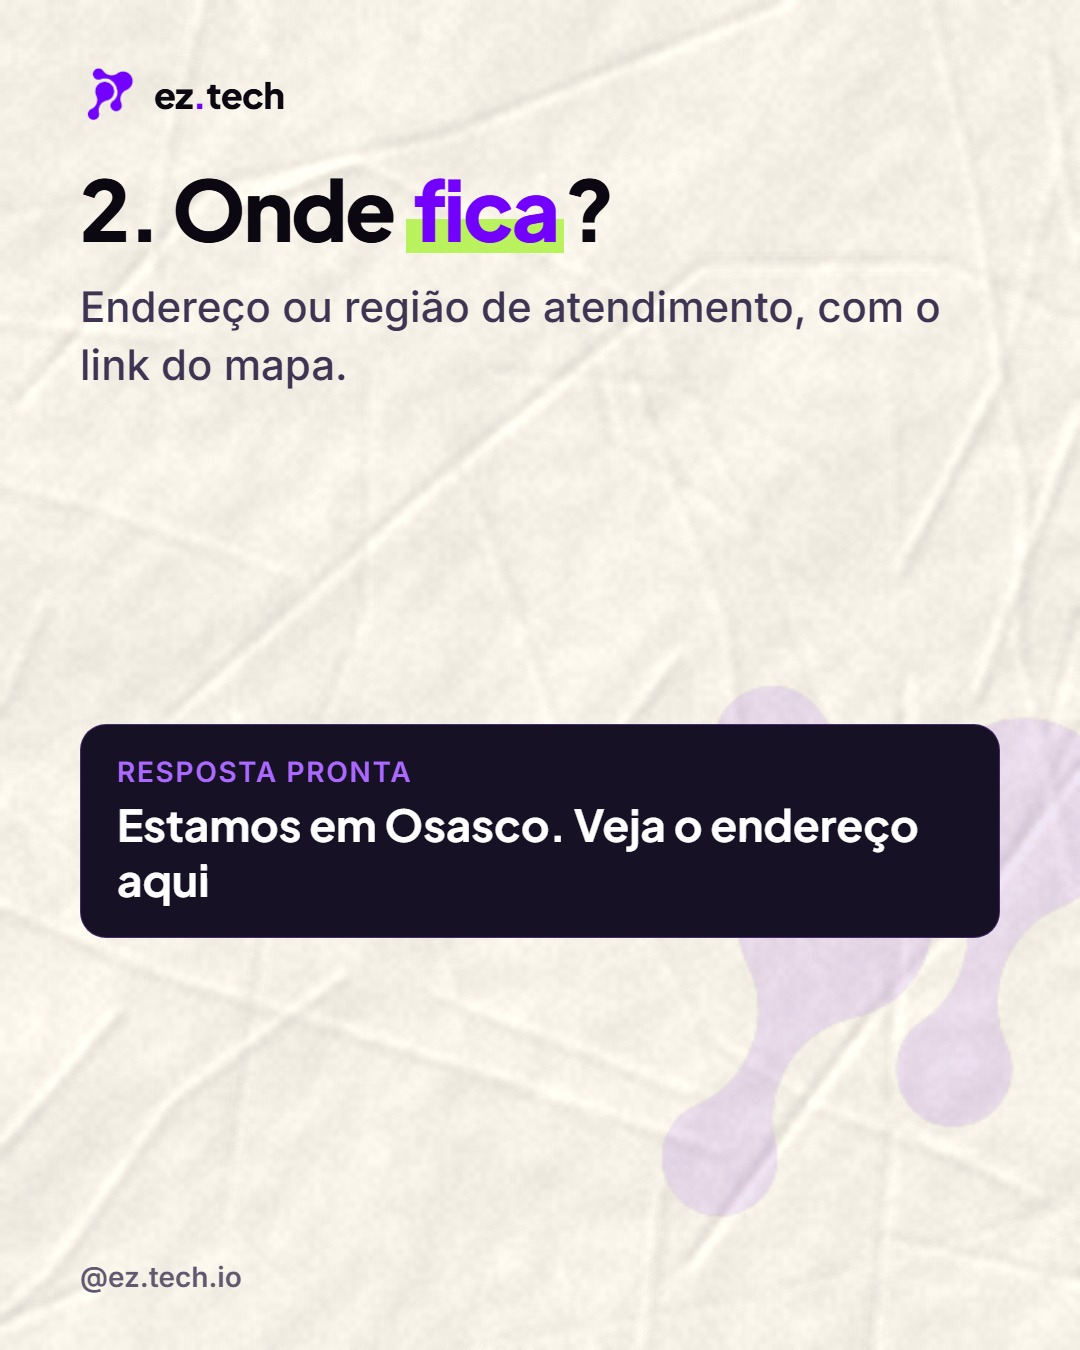 ez.tech
2. Onde fica?
Endereço ou região de atendimento, com o
link do mapa.
RESPOSTA PRONTA
Estamos em Osasco. Veja o endereço
aqui
@ez.tech.io